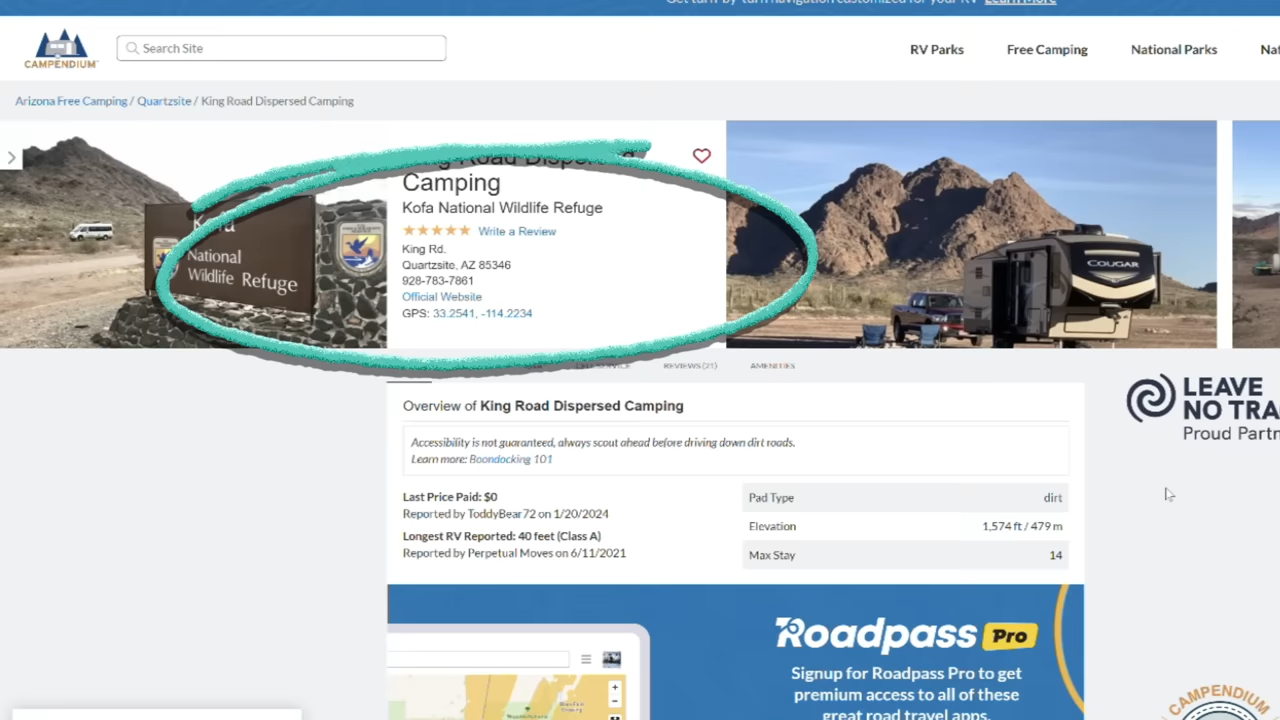 Get turn-by-turn navigation customized for your RV Learn More
CAMPENDIUM
Search Site
RV Parks
Free Camping
National Parks
Arizona Free Camping / Quartzsite / King Road Dispersed Camping
Kofa
National
Wildlife Refuge
King Road Dispersed
Camping
Kofa National Wildlife Refuge
Write a Review
King Rd.
Quartzsite, AZ 85346
928-783-7861
Official Website
GPS: 33.2541, -114.2234
COUGAR
REVIEWS (21)
AMENITIES
Overview of King Road Dispersed Camping
Accessibility is not guaranteed, always scout ahead before driving down dirt roads.
Learn more: Boondocking 101
Last Price Paid: $0
Reported by ToddyBear72 on 1/20/2024
Longest RV Reported: 40 feet (Class A)
Reported by Perpetual Moves on 6/11/2021
Pad Type dirt
Elevation 1,574 ft / 479 m
Max Stay 14
LEAVE
NO TRA
Proud Partn
Roadpass Pro
Signup for Roadpass Pro to get
premium access to all of these
great road travel apps.
CAMPENDIUM